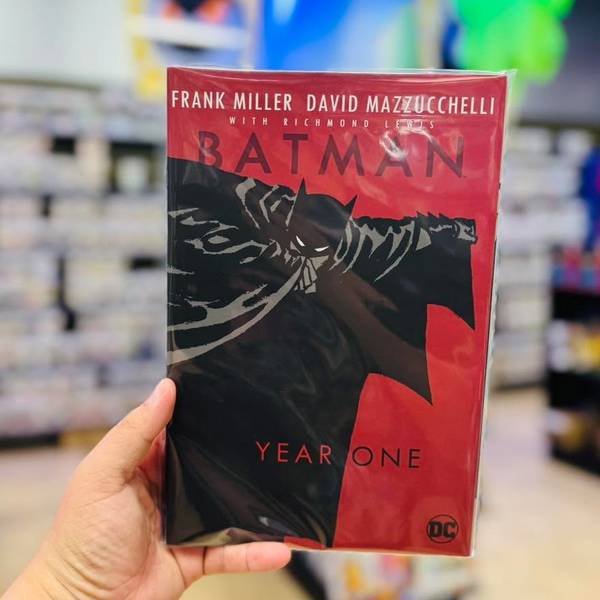 FRANK MILLER DAVID MAZZUCCHELLI
WITH RICHMOND LEWIS
BATMAN
YEAR ONE
DC